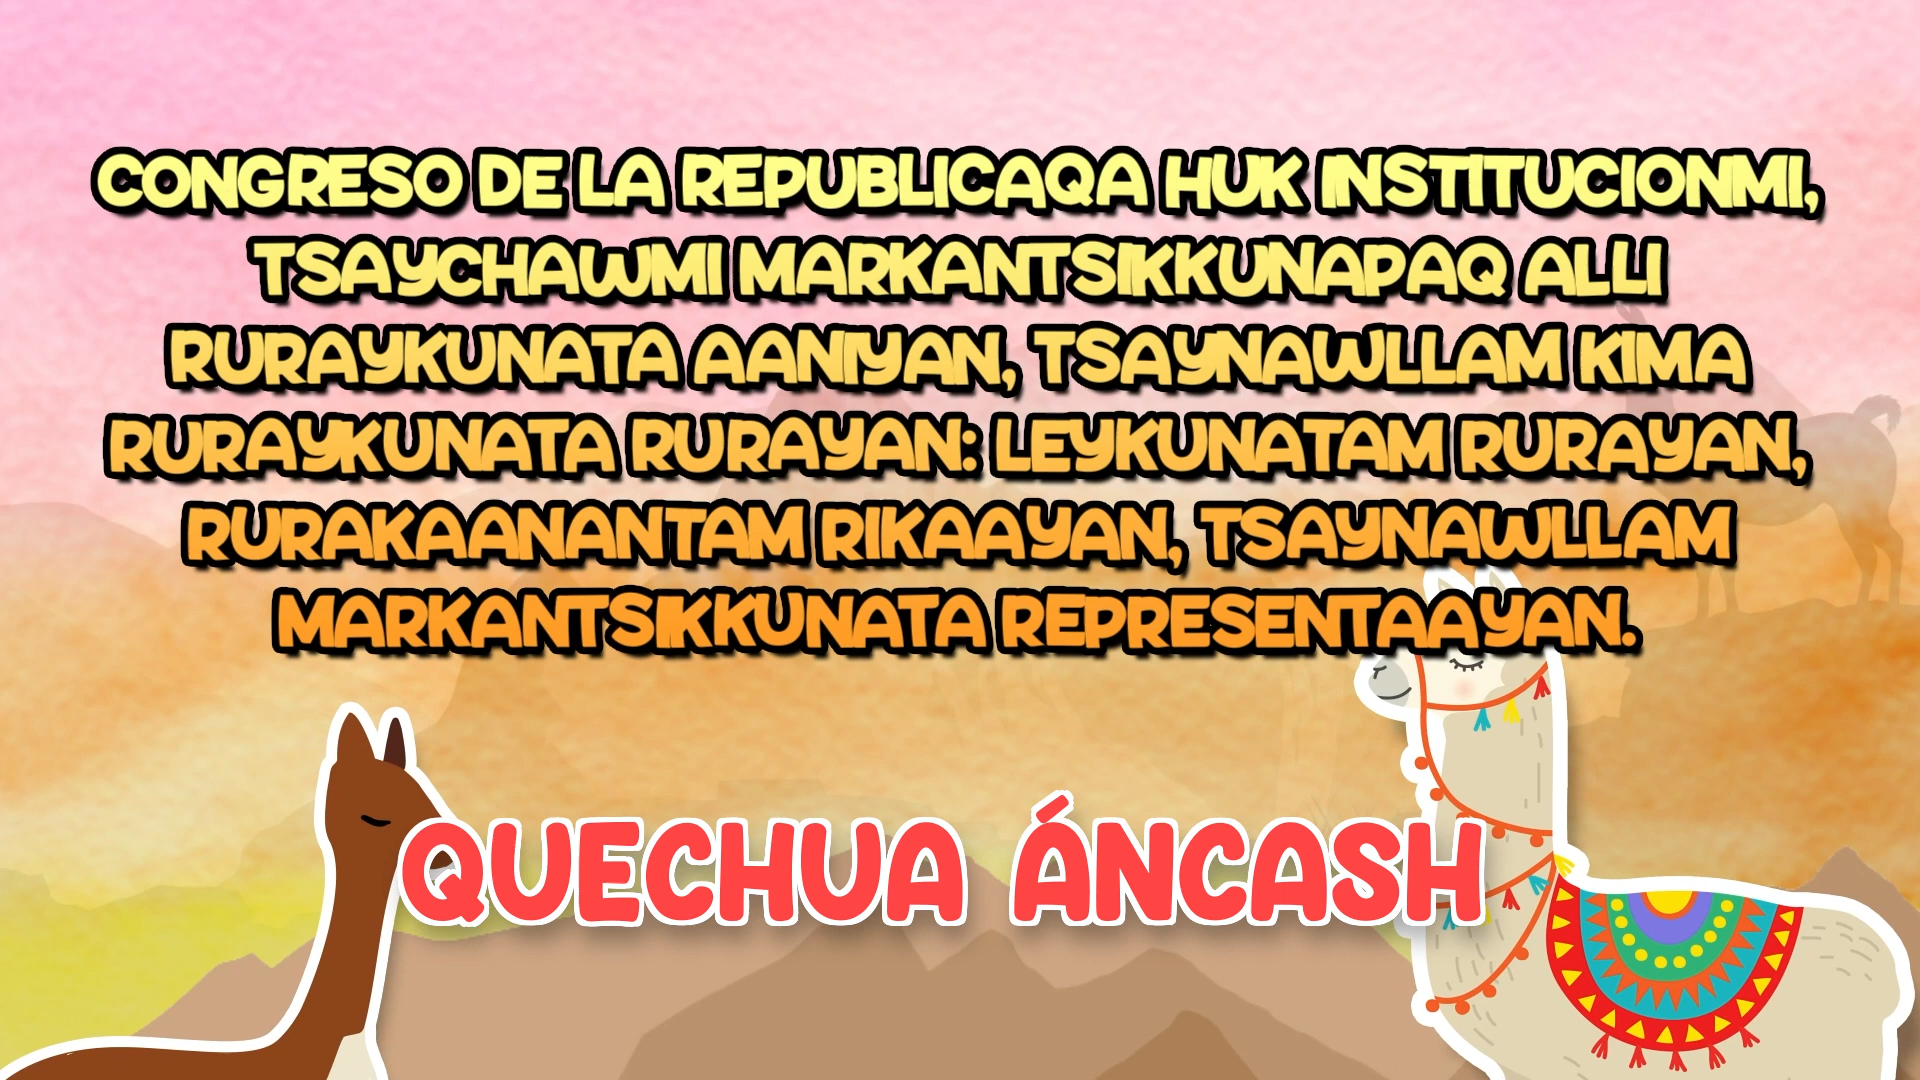 CONGRESO DE LA REPUBLICAQA HUK INSTITUCIONMI,
TSAYCHAWMI MARKANTSIKKUNAPAQ ALLI
RURAYKUNATA AANIYAN, TSAYNAWLLAM KIMA
RURAYKUNATA RURAYAN: LEYKUNATAM RURAYAN,
RURAKAANANTAM RIKAAYAN, TSAYNAWLLAM
MARKANTSIKKUNATA REPRESENTAAYAN.
QUECHUA ÁNCASH